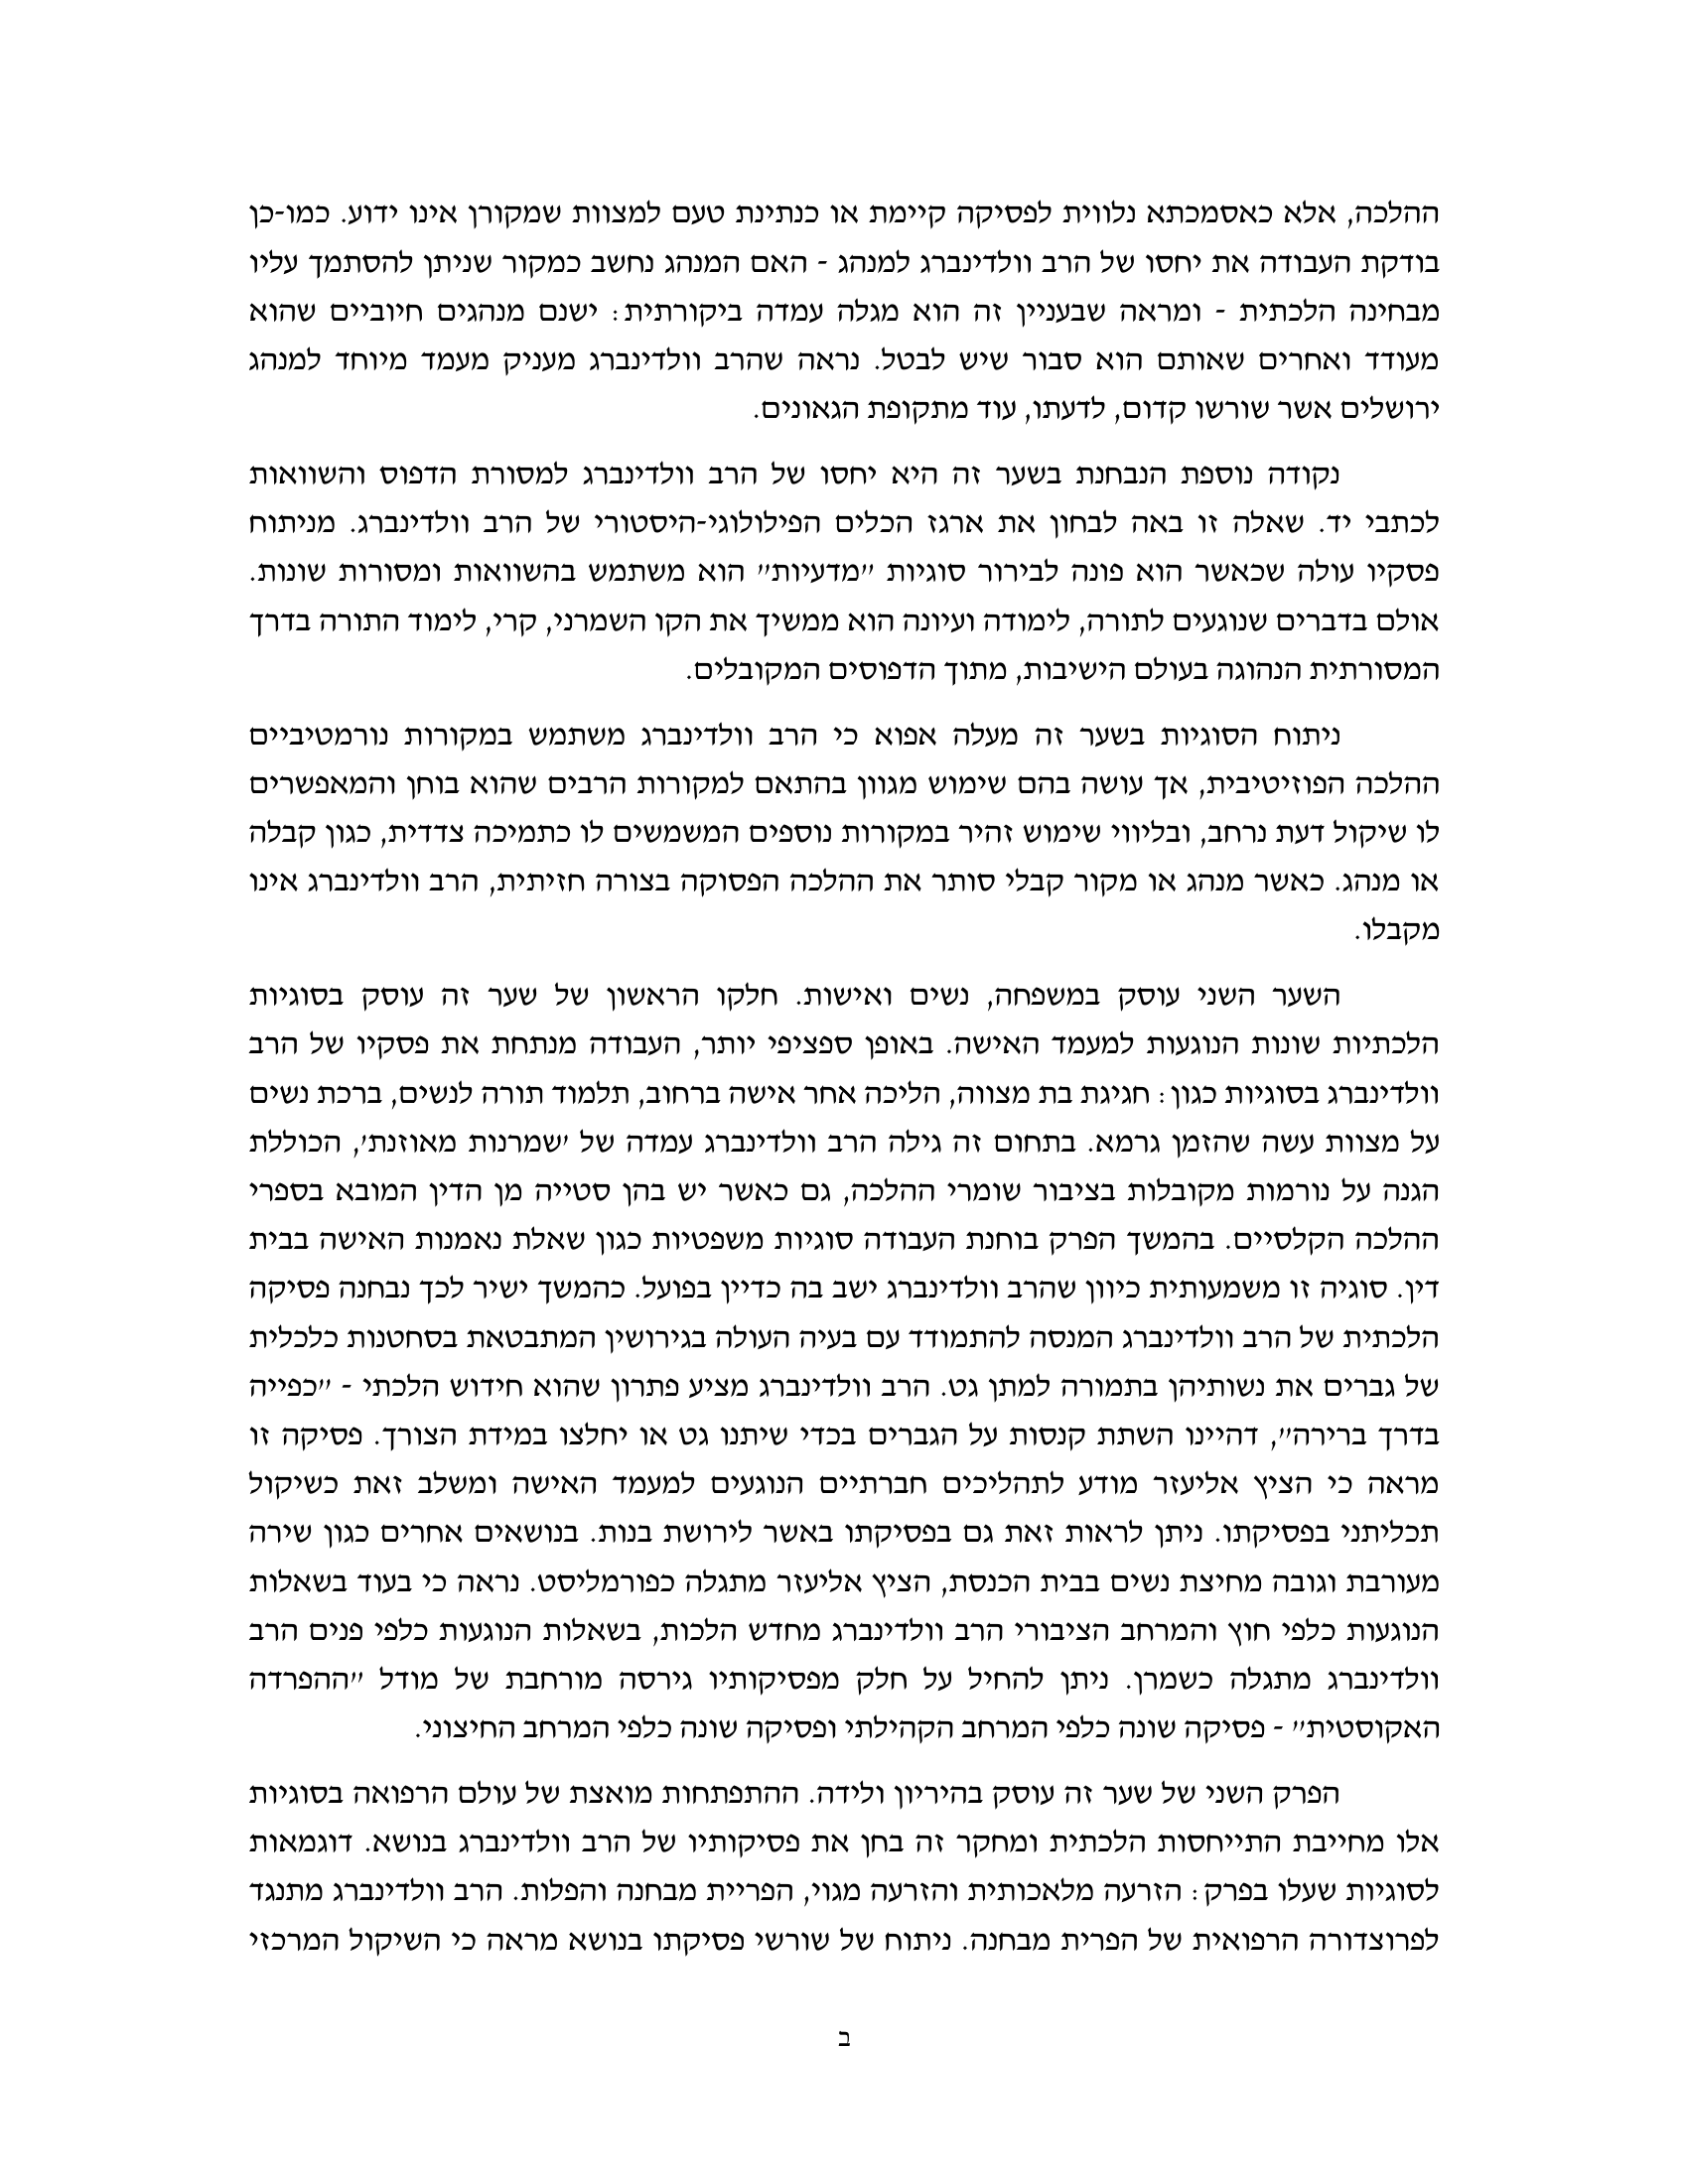 ההלכה, אלא כאסמכתא נלווית לפסיקה קיימת או כנתינת טעם למצוות שמקורן אינו ידוע. כמו-כן
בודקת העבודה את יחסו של הרב וולדינברג למנהג - האם המנהג נחשב כמקור שניתן להסתמך עליו
מבחינה הלכתית - ומראה שבעניין זה הוא מגלה עמדה ביקורתית: ישנם מנהגים חיוביים שהוא
מעודד ואחרים שאותם הוא סבור שיש לבטל. נראה שהרב וולדינברג מעניק מעמד מיוחד למנהג
ירושלים אשר שורשו קדום, לדעתו, עוד מתקופת הגאונים.
נקודה נוספת הנבחנת בשער זה היא יחסו של הרב וולדינברג למסורת הדפוס והשוואות
לכתבי יד. שאלה זו באה לבחון את ארגז הכלים הפילולוגי-היסטורי של הרב וולדינברג. מניתוח
פסקיו עולה שכאשר הוא פונה לבירור סוגיות "מדעיות" הוא משתמש בהשוואות ומסורות שונות.
אולם בדברים שנוגעים לתורה, לימודה ועיונה הוא ממשיך את הקו השמרני, קרי, לימוד התורה בדרך
המסורתית הנהוגה בעולם הישיבות, מתוך הדפוסים המקובלים.
ניתוח הסוגיות בשער זה מעלה אפוא כי הרב וולדינברג משתמש במקורות נורמטיביים
ההלכה הפוזיטיבית, אך עושה בהם שימוש מגוון בהתאם למקורות הרבים שהוא בוחן והמאפשרים
לו שיקול דעת נרחב, ובליווי שימוש זהיר במקורות נוספים המשמשים לו כתמיכה צדדית, כגון קבלה
או מנהג. כאשר מנהג או מקור קבלי סותר את ההלכה הפסוקה בצורה חזיתית, הרב וולדינברג אינו
מקבלו.
השער השני עוסק במשפחה, נשים ואישות. חלקו הראשון של שער זה עוסק בסוגיות
הלכתיות שונות הנוגעות למעמד האישה. באופן ספציפי יותר, העבודה מנתחת את פסקיו של הרב
וולדינברג בסוגיות כגון: חגיגת בת מצווה, הליכה אחר אישה ברחוב, תלמוד תורה לנשים, ברכת נשים
על מצוות עשה שהזמן גרמא. בתחום זה גילה הרב וולדינברג עמדה של 'שמרנות מאוזנת', הכוללת
הגנה על נורמות מקובלות בציבור שומרי ההלכה, גם כאשר יש בהן סטייה מן הדין המובא בספרי
ההלכה הקלסיים. בהמשך הפרק בוחנת העבודה סוגיות משפטיות כגון שאלת נאמנות האישה בבית
דין. סוגיה זו משמעותית כיוון שהרב וולדינברג ישב בה כדיין בפועל. כהמשך ישיר לכך נבחנה פסיקה
הלכתית של הרב וולדינברג המנסה להתמודד עם בעיה העולה בגירושין המתבטאת בסחטנות כלכלית
של גברים את נשותיהן בתמורה למתן גט. הרב וולדינברג מציע פתרון שהוא חידוש הלכתי - "כפייה
בדרך ברירה", דהיינו השתת קנסות על הגברים בכדי שיתנו גט או יחלצו במידת הצורך. פסיקה זו
מראה כי הציץ אליעזר מודע לתהליכים חברתיים הנוגעים למעמד האישה ומשלב זאת כשיקול
תכליתני בפסיקתו. ניתן לראות זאת גם בפסיקתו באשר לירושת בנות. בנושאים אחרים כגון שירה
מעורבת וגובה מחיצת נשים בבית הכנסת, הציץ אליעזר מתגלה כפורמליסט. נראה כי בעוד בשאלות
הנוגעות כלפי חוץ והמרחב הציבורי הרב וולדינברג מחדש הלכות, בשאלות הנוגעות כלפי פנים הרב
וולדינברג מתגלה כשמרן. ניתן להחיל על חלק מפסיקותיו גירסה מורחבת של מודל "ההפרדה
האקוסטית" - פסיקה שונה כלפי המרחב הקהילתי ופסיקה שונה כלפי המרחב החיצוני.
הפרק השני של שער זה עוסק בהיריון ולידה. ההתפתחות מואצת של עולם הרפואה בסוגיות
אלו מחייבת התייחסות הלכתית ומחקר זה בחן את פסיקותיו של הרב וולדינברג בנושא. דוגמאות
לסוגיות שעלו בפרק: הזרעה מלאכותית והזרעה מגוי, הפריית מבחנה והפלות. הרב וולדינברג מתנגד
לפרוצדורה הרפואית של הפרית מבחנה. ניתוח של שורשי פסיקתו בנושא מראה כי השיקול המרכזי
ב